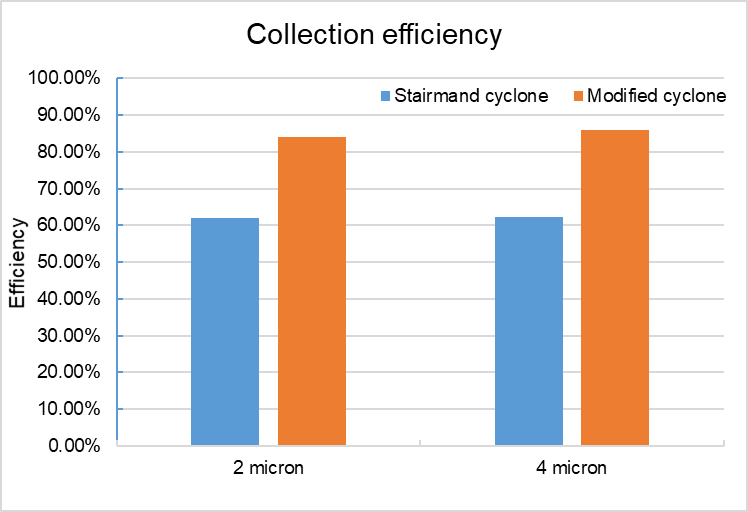 Collection efficiency
Stairmand cyclone Modified cyclone
100.00%
90.00%
80.00%
70.00%
60.00%
50.00%
40.00%
30.00%
20.00%
10.00%
0.00%
Efficiency
2 micron 4 micron